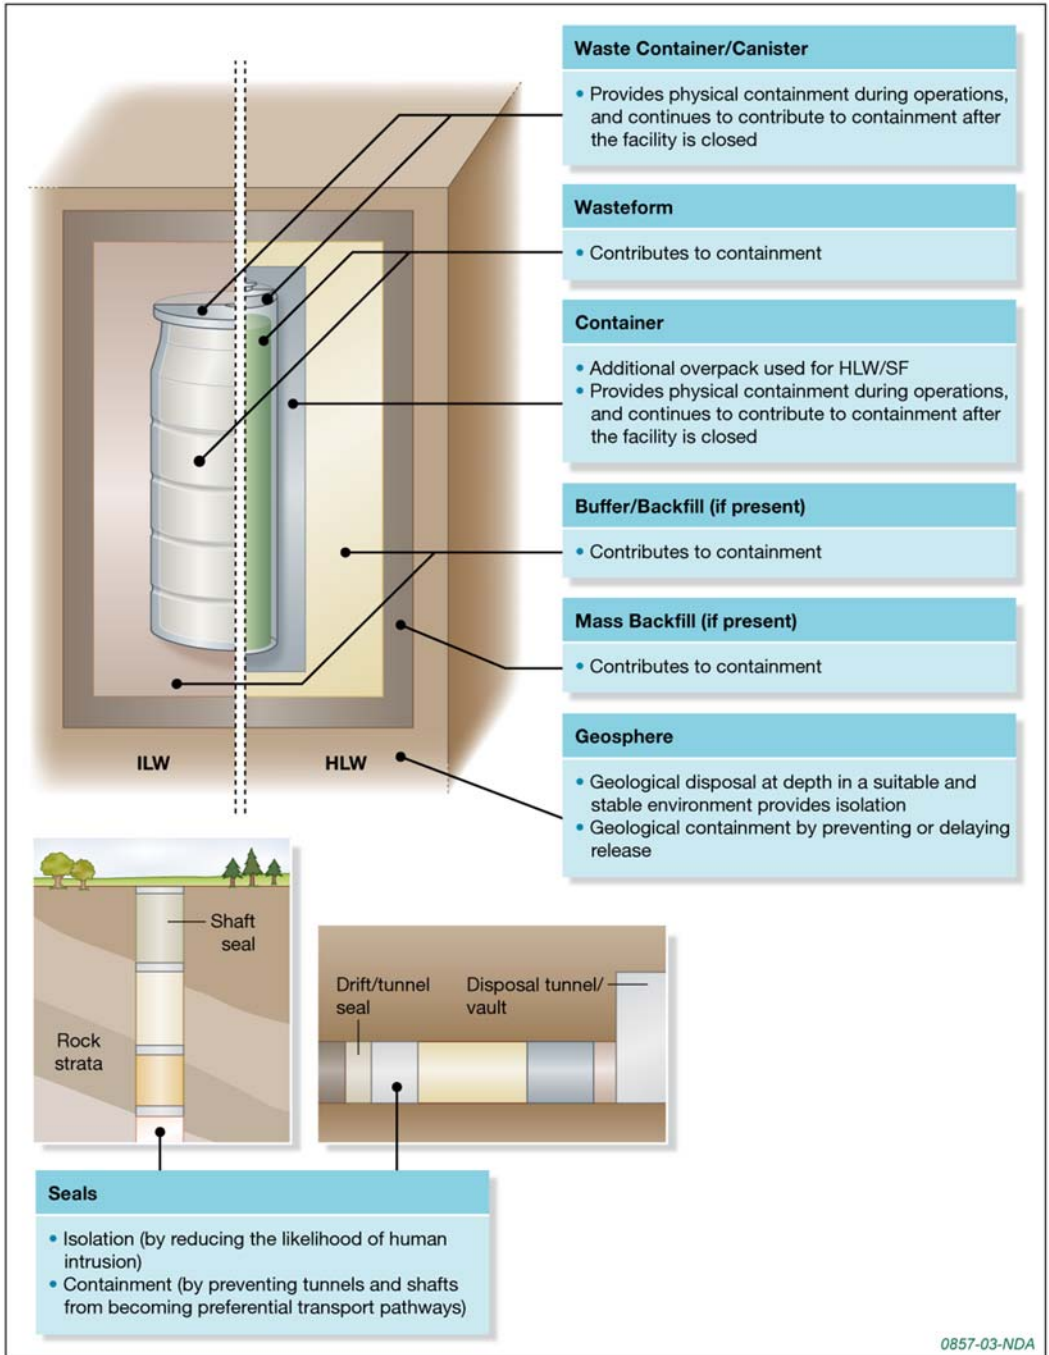 Waste Container/Canister
• Provides physical containment during operations,
and continues to contribute to containment after
the facility is closed
Wasteform
• Contributes to containment
Container
• Additional overpack used for HLW/SF
• Provides physical containment during operations,
and continues to contribute to containment after
the facility is closed
Buffer/Backfill (if present)
• Contributes to containment
Mass Backfill (if present)
• Contributes to containment
Geosphere
• Geological disposal at depth in a suitable and
stable environment provides isolation
• Geological containment by preventing or delaying
release
ILW
HLW
Shaft
seal
Rock
strata
Drift/tunnel
seal
Disposal tunnel/
vault
Seals
• Isolation (by reducing the likelihood of human
intrusion)
• Containment (by preventing tunnels and shafts
from becoming preferential transport pathways)
0857-03-NDA